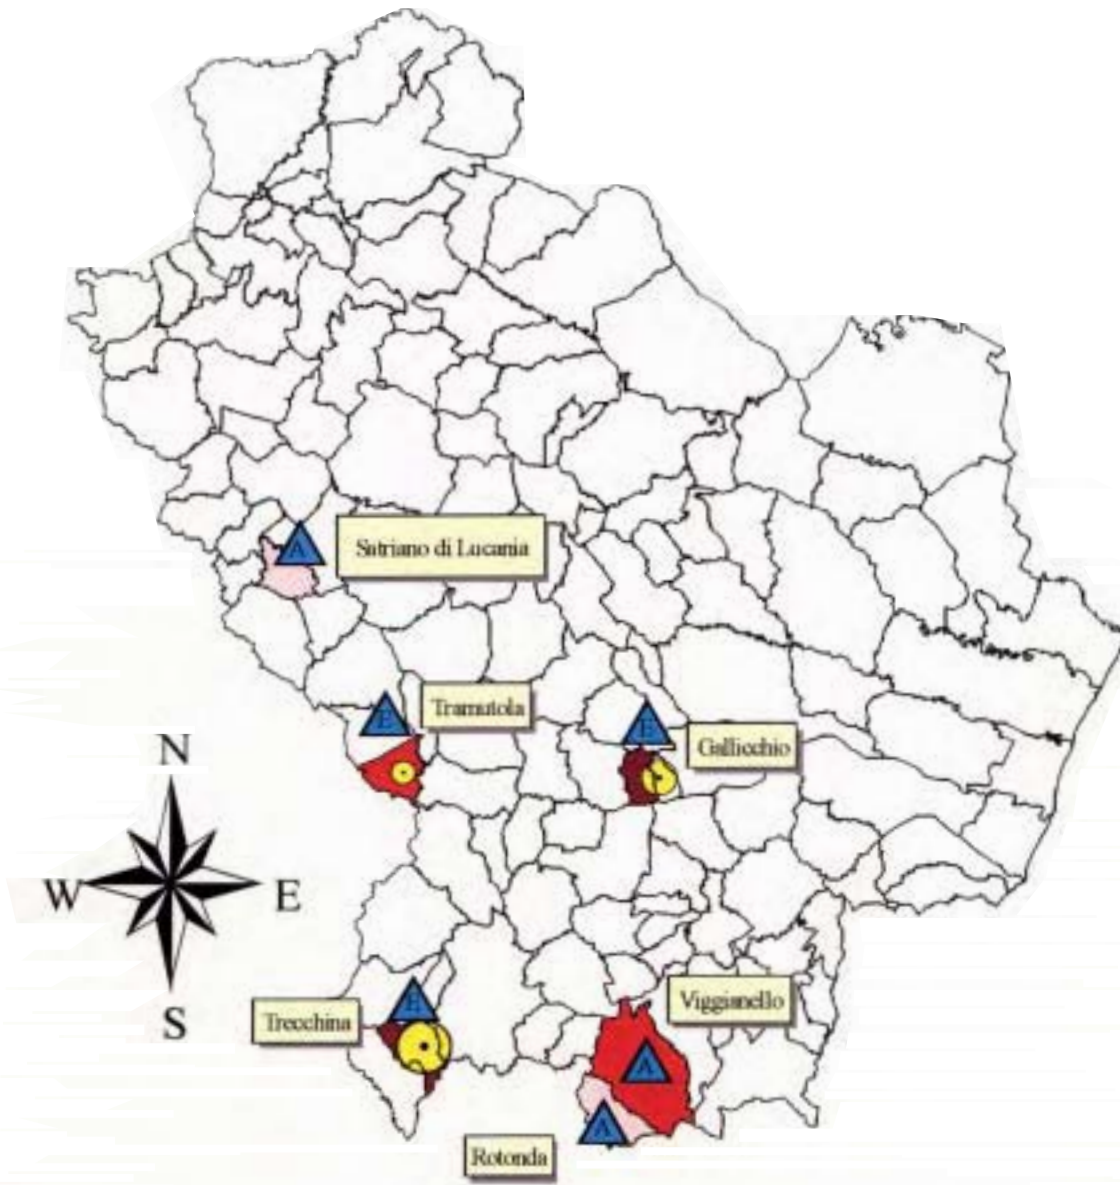 A
Satriano di Lucania
E
Tramutola
E
Gallicchio
N
W
E
S
E
Trecchina
Viggianello
A
A
Rotonda